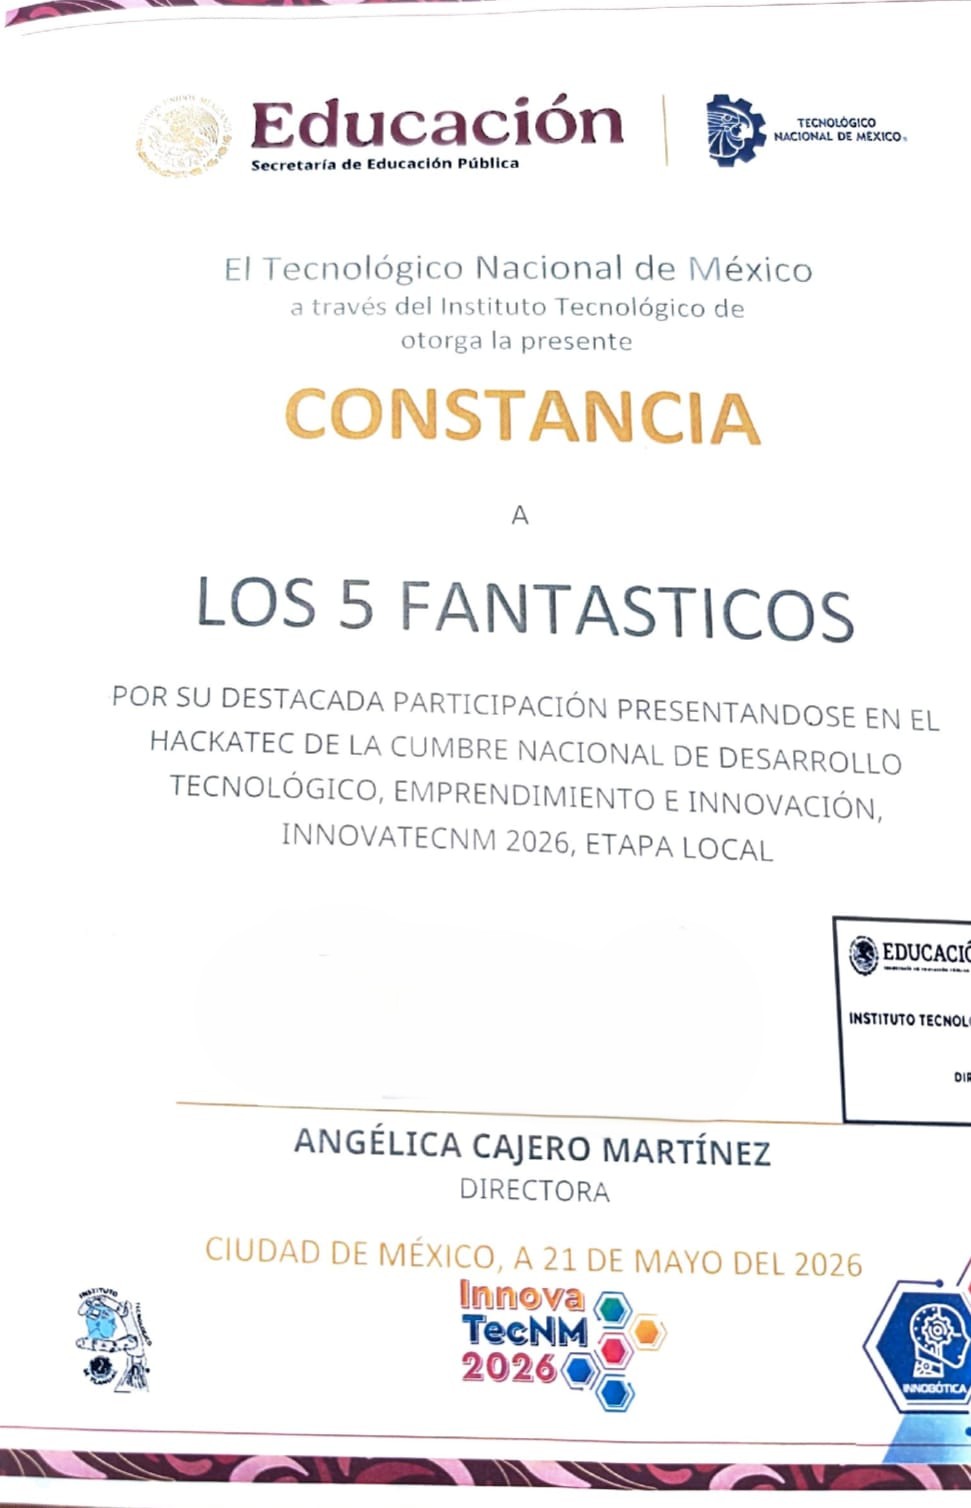 Educación
Secretaría de Educación Pública
TECNOLÓGICO
NACIONAL DE MÉXICO
El Tecnológico Nacional de México
a través del Instituto Tecnológico de
otorga la presente
CONSTANCIA
A
LOS 5 FANTASTICOS
POR SU DESTACADA PARTICIPACIÓN PRESENTANDOSE EN EL
HACKATEC DE LA CUMBRE NACIONAL DE DESARROLLO
TECNOLÓGICO, EMPRENDIMIENTO E INNOVACIÓN,
INNOVATECNM 2026, ETAPA LOCAL
EDUCACIÓ
INSTITUTO TECNOL
DIR
ANGÉLICA CAJERO MARTÍNEZ
DIRECTORA
CIUDAD DE MÉXICO, A 21 DE MAYO DEL 2026
INSTITUTO TECNOLÓGICO
Innova
TecNM
2026
INNOBÓTICA